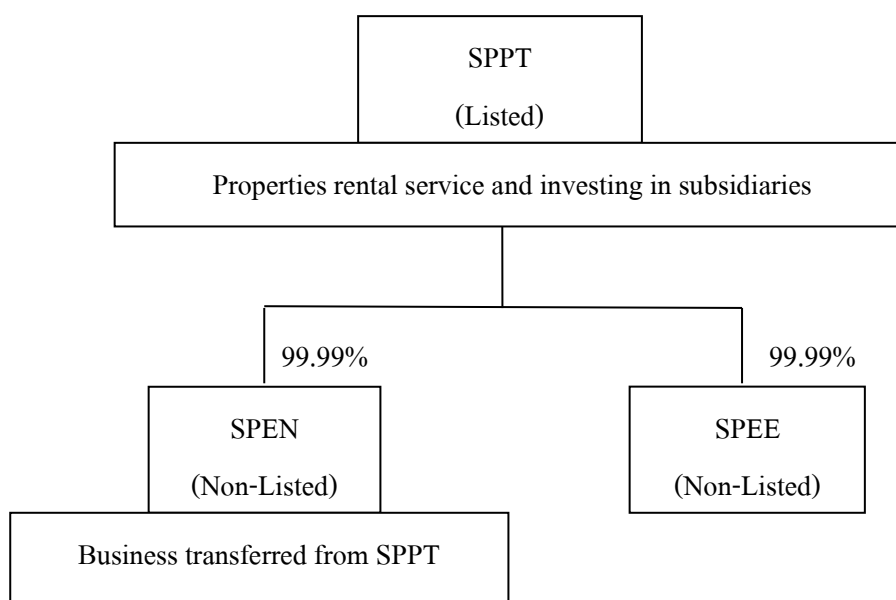 SPPT
(Listed)
Properties rental service and investing in subsidiaries
99.99%
99.99%
SPEN
(Non-Listed)
SPEE
(Non-Listed)
Business transferred from SPPT